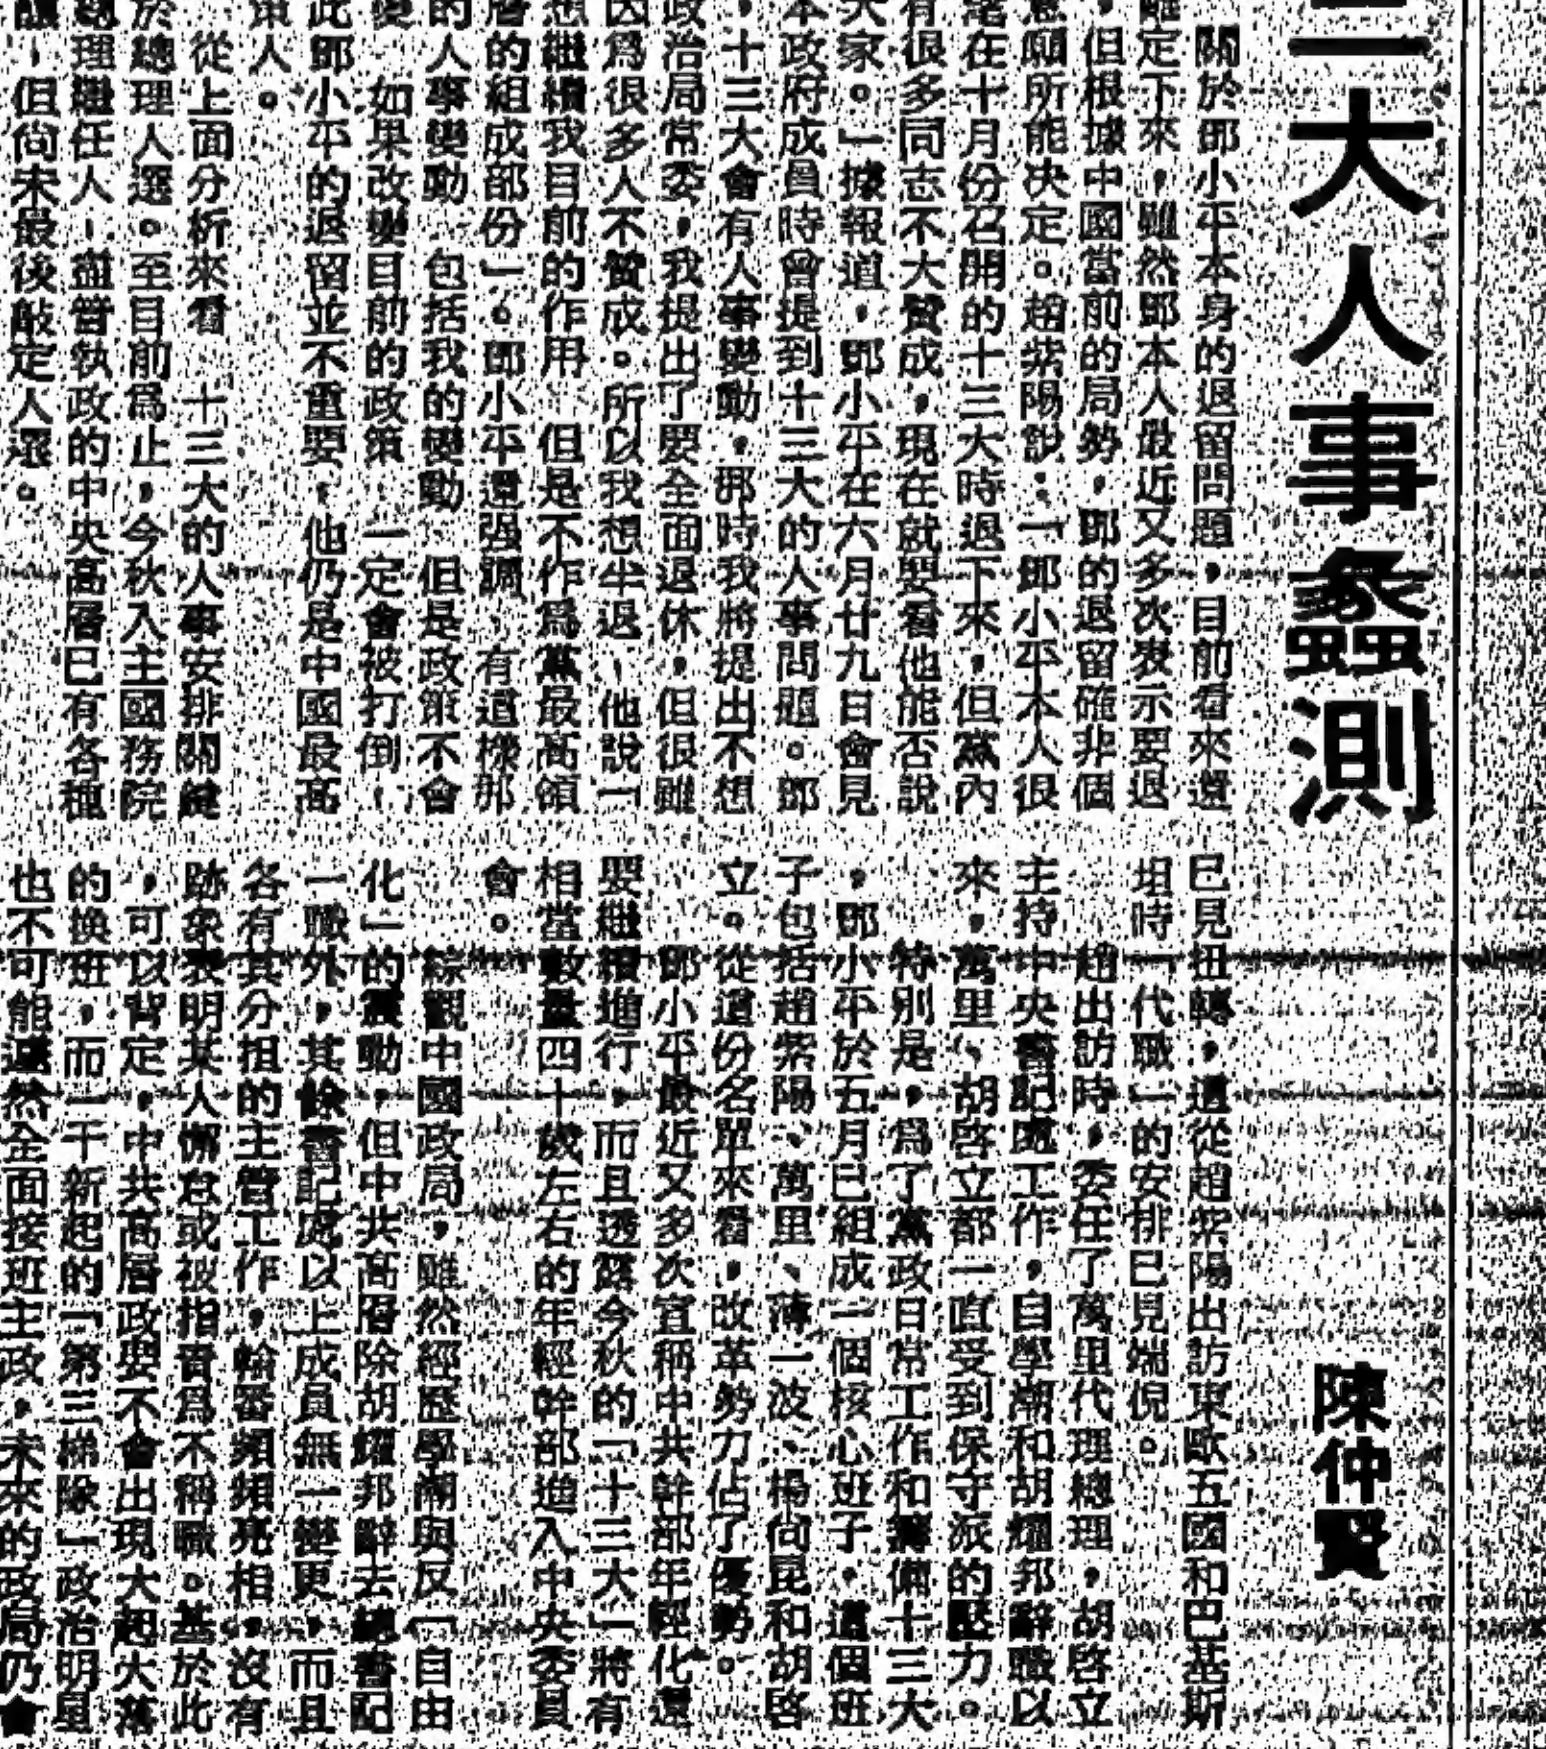 三大人事蠡測
陳仲賢
關於鄧小平本身的退留問題，目前看來還
定下來，雖然鄧本人最近又多次表示要退
，但根據中國當前的局勢，鄧的退留確非個
意願所能決定。趙紫陽說：「鄧小平本人很
在十月份召開的十三大時退下來，但黨內
有很多同志不大贊成，現在就要看他能否說
大家。」據報道，鄧小平在六月廿九日會見
本政府成員時曾提到十三大的人事問題。鄧
，十三大會有人事變動，那時我將提出不想
政治局常委，我提出了要全面退休，但很難
因爲很多人不贊成。所以我想半退，他說一
想繼續我目前的作用，但是不作爲黨最高領
層的組成部份」。鄧小平還强調，有這樣那
的人事變動，包括我的變動，但是政策不會
變，如果改變目前的政策，一定會被打倒，
此鄧小平的退留並不重要，他仍是中國最高
策人。
從上面分析來看，十三大的人事安排關鍵
於總理人選。至目前爲止，今秋入主國務院
總理繼任人，儘管執政的中央高層已有各種
，但尙未最後敲定人選。
已見扭轉，這從趙紫陽出訪東歐五國和巴基斯
坦時「代職」的安排已見端倪。
趙出訪時，委任了萬里代理總理，胡啓立
主持中央書記處工作，自學潮和胡耀邦辭職以
來，萬里、胡啓立都一直受到保守派的壓力。
特別是，爲了黨政日常工作和籌備十三大
，鄧小平於五月已組成一個核心班子，這個班
子包括趙紫陽、萬里、薄一波、楊尙昆和胡啓
立。從這份名單來看，改革勢力佔了優勢。
鄧小平最近又多次宣稱中共幹部年輕化還
要繼續進行，而且透露今秋的「十三大」將有
相當數量四十歲左右的年輕幹部進入中央委員
會。
綜觀中國政局，雖然經歷學潮與反「自由
化」的震動，但中共高層除胡耀邦辭去總書記
一職外，其餘書記處以上成員無一變更，而且
各有其分担的主管工作，輪番頻頻亮相，沒有
跡象表明某人懈怠或被指責爲不稱職。基於此
，可以肯定，中共高層政要不會出現大起大落
的換班，而一干新起的「第三梯隊」政治明星
也不可能遽然全面接班主政，未來的政局仍會